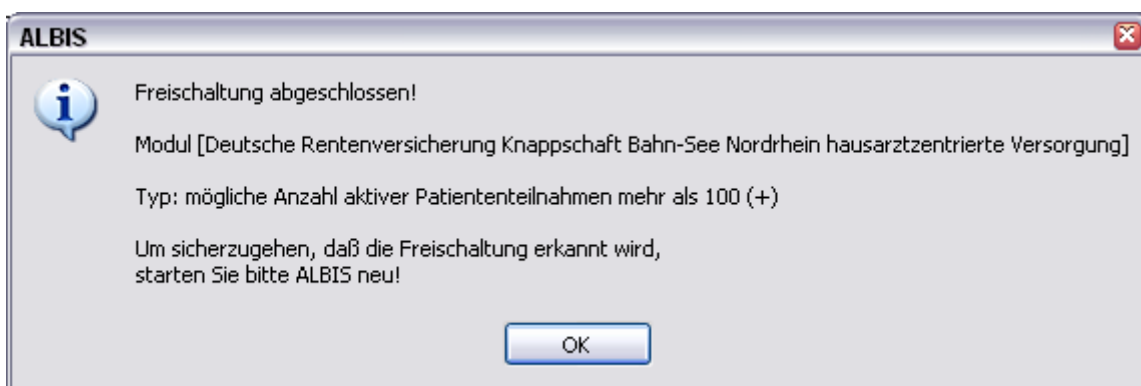 ALBIS
Freischaltung abgeschlossen!
Modul [Deutsche Rentenversicherung Knappschaft Bahn-See Nordrhein hausarztzentrierte Versorgung]
Typ: mögliche Anzahl aktiver Patiententeilnahmen mehr als 100 (+)
Um sicherzugehen, daß die Freischaltung erkannt wird,
starten Sie bitte ALBIS neu!
OK